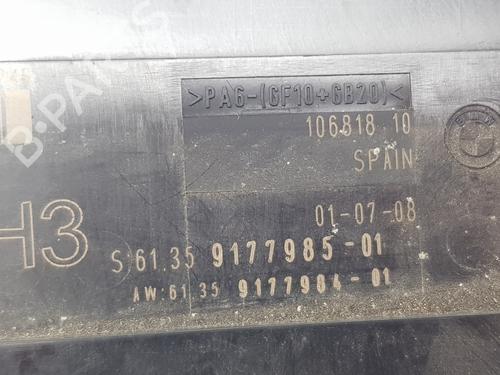 >PA6-(GF10+GB20)<
106818 10
BMW
SPAIN
H3
01-07-08
S:61.35 9177985-01
AW:61 35 9177984-01
B-PARTS